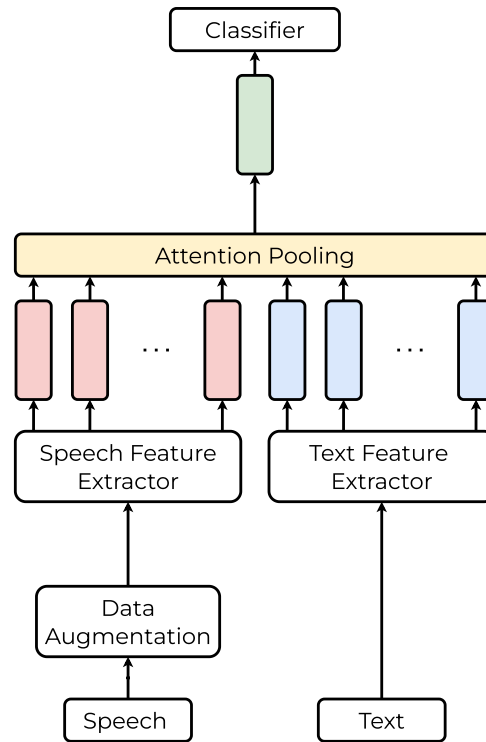 Classifier
Attention Pooling
...
...
Speech Feature
Extractor
Text Feature
Extractor
Data
Augmentation
Speech
Text